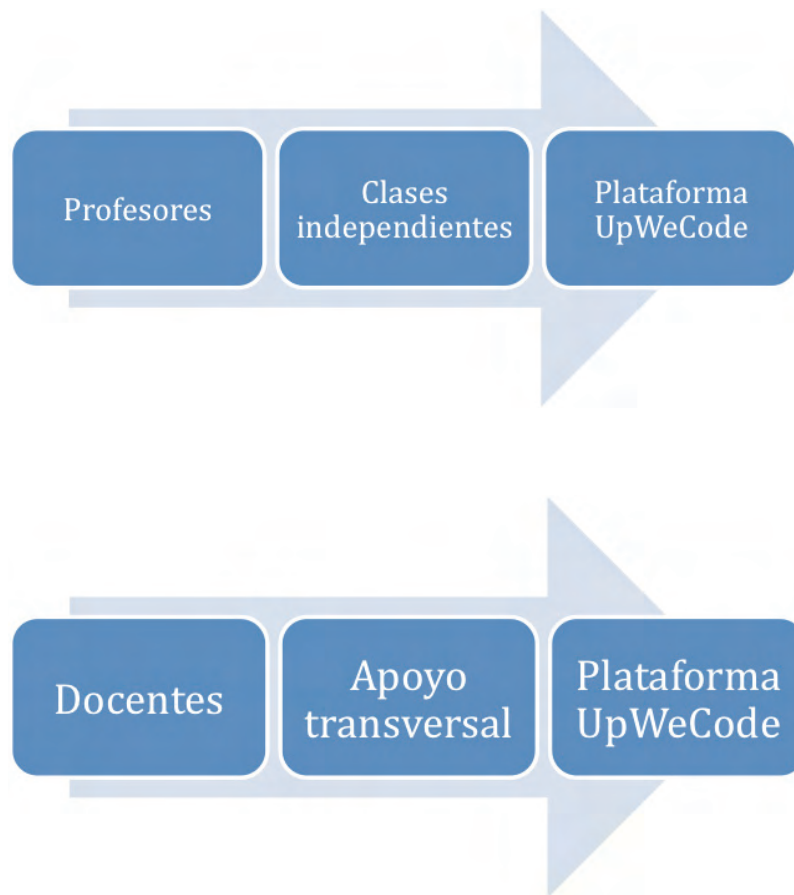 Profesores
Clases
independientes
Plataforma
UpWeCode
Docentes
Apoyo
transversal
Plataforma
UpWeCode